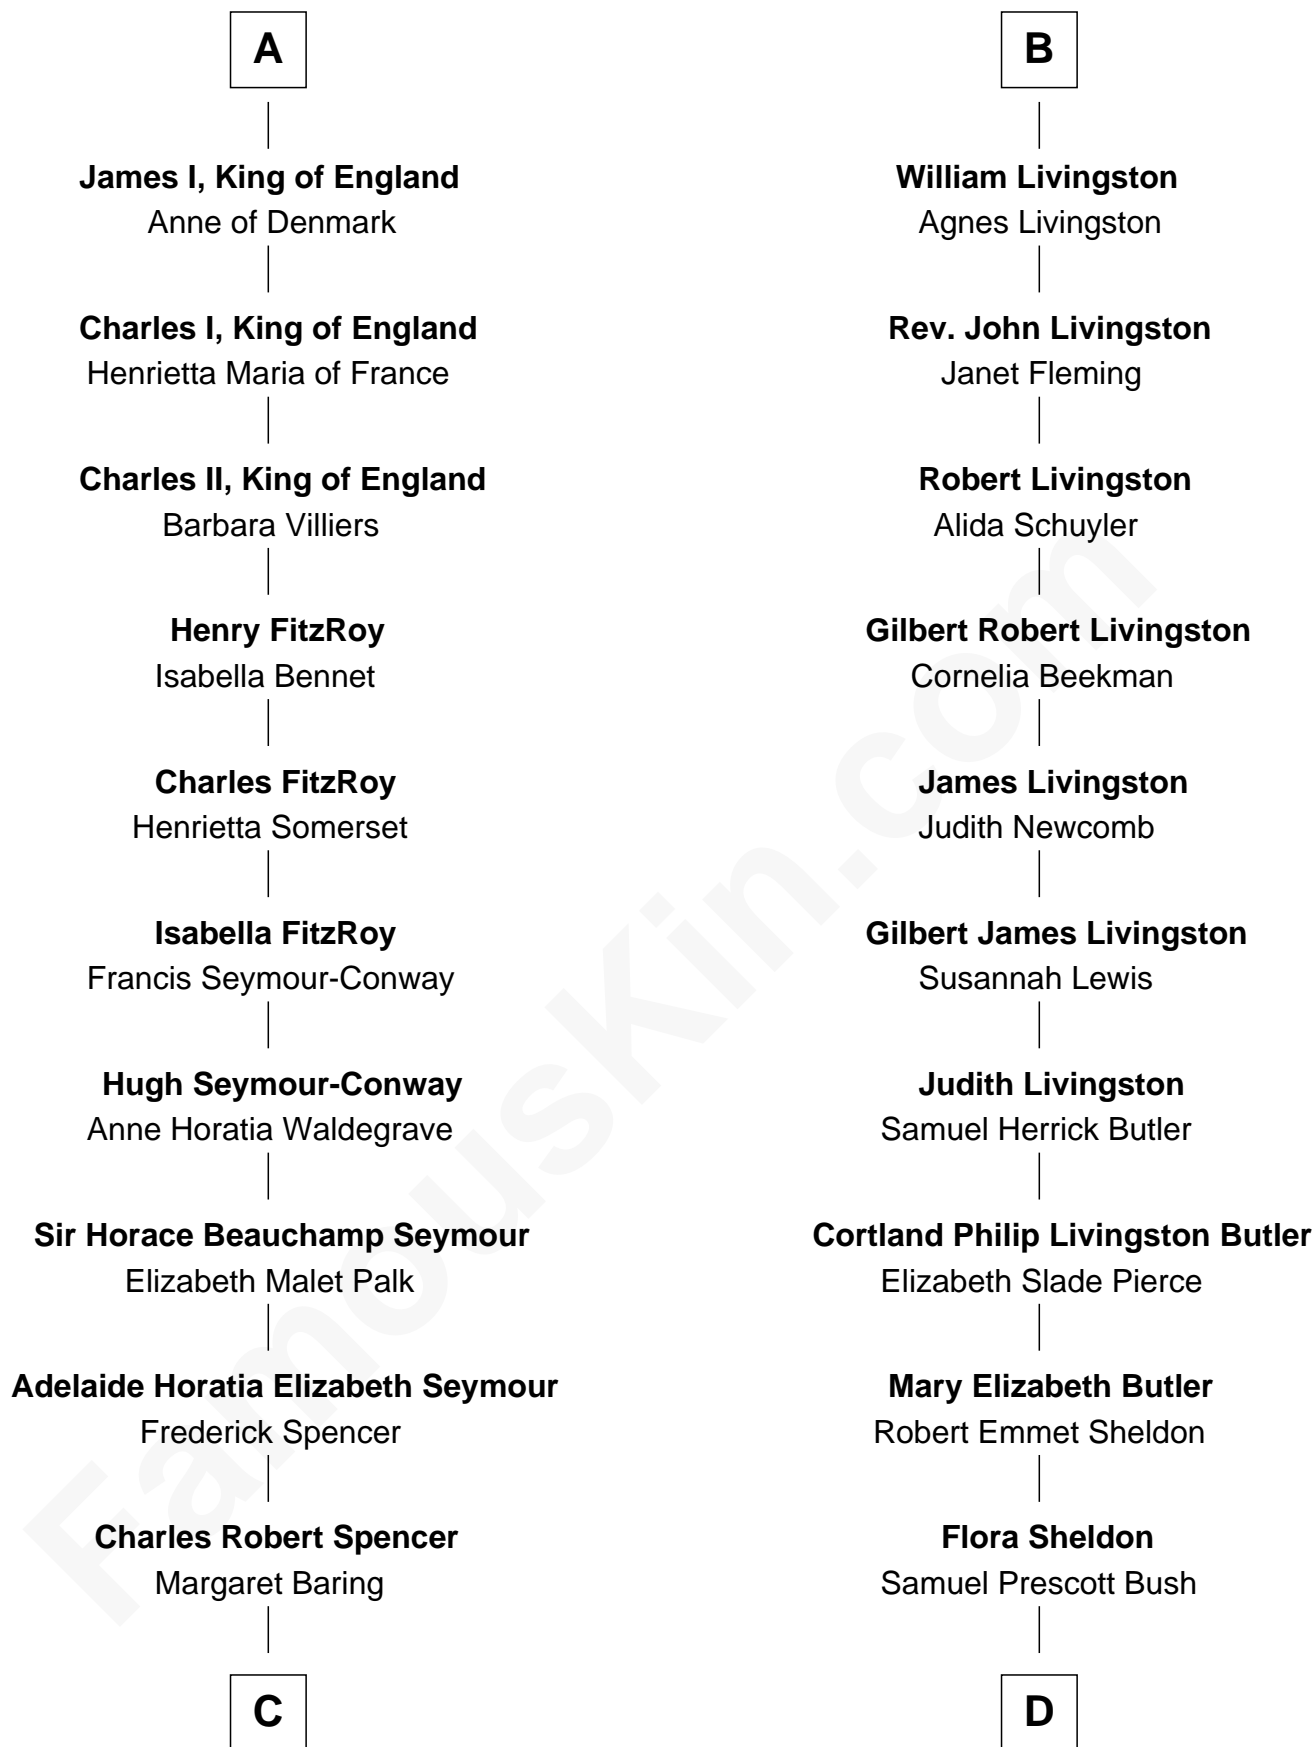 A
James I, King of England
Anne of Denmark
Charles I, King of England
Henrietta Maria of France
Charles II, King of England
Barbara Villiers
Henry FitzRoy
Isabella Bennet
Charles FitzRoy
Henrietta Somerset
Isabella FitzRoy
Francis Seymour-Conway
Hugh Seymour-Conway
Anne Horatia Waldegrave
Sir Horace Beauchamp Seymour
Elizabeth Malet Palk
Adelaide Horatia Elizabeth Seymour
Frederick Spencer
Charles Robert Spencer
Margaret Baring
C
B
William Livingston
Agnes Livingston
Rev. John Livingston
Janet Fleming
Robert Livingston
Alida Schuyler
Gilbert Robert Livingston
Cornelia Beekman
James Livingston
Judith Newcomb
Gilbert James Livingston
Susannah Lewis
Judith Livingston
Samuel Herrick Butler
Cortland Philip Livingston Butler
Elizabeth Slade Pierce
Mary Elizabeth Butler
Robert Emmet Sheldon
Flora Sheldon
Samuel Prescott Bush
D
FamousKin.com